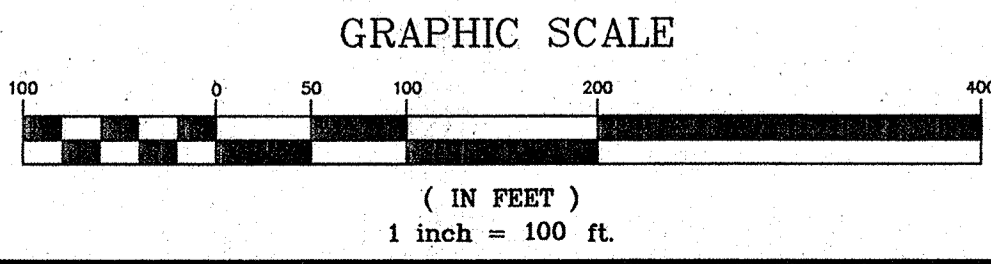 GRAPHIC SCALE
100 0 50 100 200 400
( IN FEET )
1 inch = 100 ft.